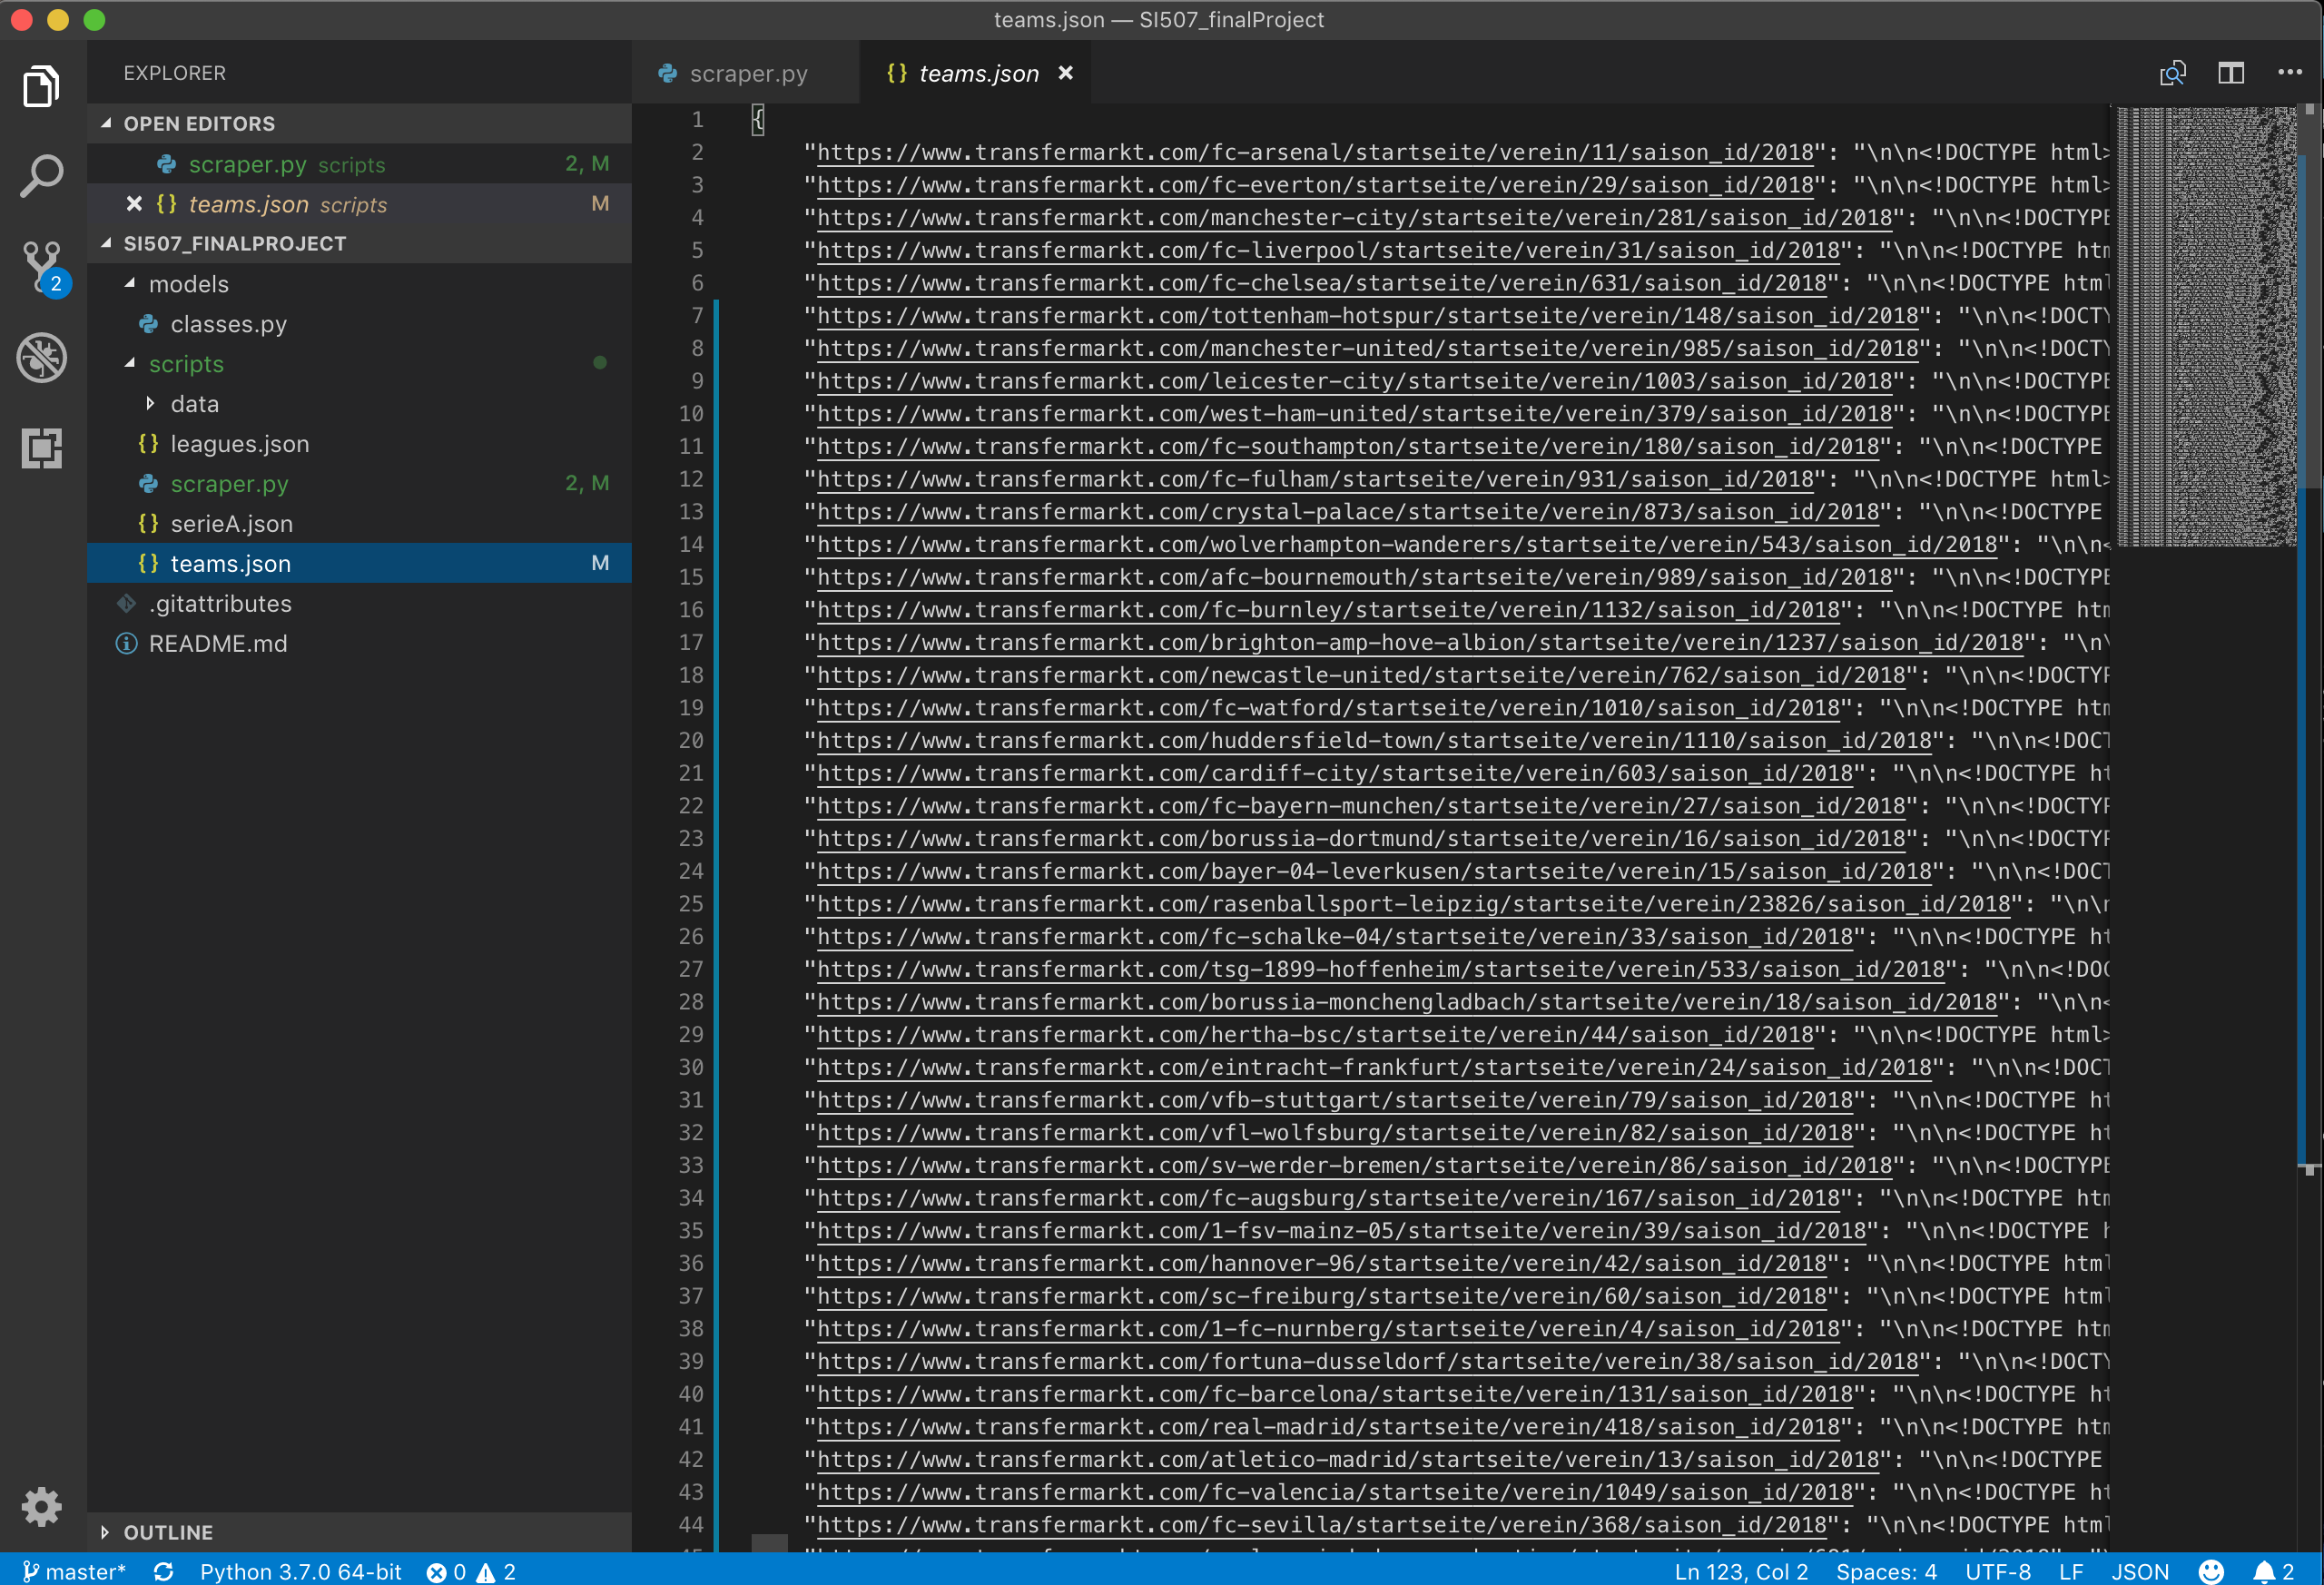 teams.json — SI507_finalProject
EXPLORER
OPEN EDITORS
scraper.py scripts 2, M
teams.json scripts M
SI507_FINALPROJECT
models
classes.py
scripts
data
leagues.json
scraper.py 2, M
serieA.json
teams.json M
.gitattributes
README.md
OUTLINE
2
scraper.py
teams.json
1 {
2 "https://www.transfermarkt.com/fc-arsenal/startseite/verein/11/saison_id/2018": "\n\n<!DOCTYPE html>
3 "https://www.transfermarkt.com/fc-everton/startseite/verein/29/saison_id/2018": "\n\n<!DOCTYPE html>
4 "https://www.transfermarkt.com/manchester-city/startseite/verein/281/saison_id/2018": "\n\n<!DOCTYPE
5 "https://www.transfermarkt.com/fc-liverpool/startseite/verein/31/saison_id/2018": "\n\n<!DOCTYPE htm
6 "https://www.transfermarkt.com/fc-chelsea/startseite/verein/631/saison_id/2018": "\n\n<!DOCTYPE html
7 "https://www.transfermarkt.com/tottenham-hotspur/startseite/verein/148/saison_id/2018": "\n\n<!DOCTY
8 "https://www.transfermarkt.com/manchester-united/startseite/verein/985/saison_id/2018": "\n\n<!DOCTY
9 "https://www.transfermarkt.com/leicester-city/startseite/verein/1003/saison_id/2018": "\n\n<!DOCTYPE
10 "https://www.transfermarkt.com/west-ham-united/startseite/verein/379/saison_id/2018": "\n\n<!DOCTYPE
11 "https://www.transfermarkt.com/fc-southampton/startseite/verein/180/saison_id/2018": "\n\n<!DOCTYPE
12 "https://www.transfermarkt.com/fc-fulham/startseite/verein/931/saison_id/2018": "\n\n<!DOCTYPE html>
13 "https://www.transfermarkt.com/crystal-palace/startseite/verein/873/saison_id/2018": "\n\n<!DOCTYPE
14 "https://www.transfermarkt.com/wolverhampton-wanderers/startseite/verein/543/saison_id/2018": "\n\n<
15 "https://www.transfermarkt.com/afc-bournemouth/startseite/verein/989/saison_id/2018": "\n\n<!DOCTYPE
16 "https://www.transfermarkt.com/fc-burnley/startseite/verein/1132/saison_id/2018": "\n\n<!DOCTYPE htm
17 "https://www.transfermarkt.com/brighton-amp-hove-albion/startseite/verein/1237/saison_id/2018": "\n\
18 "https://www.transfermarkt.com/newcastle-united/startseite/verein/762/saison_id/2018": "\n\n<!DOCTYP
19 "https://www.transfermarkt.com/fc-watford/startseite/verein/1010/saison_id/2018": "\n\n<!DOCTYPE htm
20 "https://www.transfermarkt.com/huddersfield-town/startseite/verein/1110/saison_id/2018": "\n\n<!DOCT
21 "https://www.transfermarkt.com/cardiff-city/startseite/verein/603/saison_id/2018": "\n\n<!DOCTYPE ht
22 "https://www.transfermarkt.com/fc-bayern-munchen/startseite/verein/27/saison_id/2018": "\n\n<!DOCTYP
23 "https://www.transfermarkt.com/borussia-dortmund/startseite/verein/16/saison_id/2018": "\n\n<!DOCTYP
24 "https://www.transfermarkt.com/bayer-04-leverkusen/startseite/verein/15/saison_id/2018": "\n\n<!DOCT
25 "https://www.transfermarkt.com/rasenballsport-leipzig/startseite/verein/23826/saison_id/2018": "\n\n
26 "https://www.transfermarkt.com/fc-schalke-04/startseite/verein/33/saison_id/2018": "\n\n<!DOCTYPE ht
27 "https://www.transfermarkt.com/tsg-1899-hoffenheim/startseite/verein/533/saison_id/2018": "\n\n<!DOC
28 "https://www.transfermarkt.com/borussia-monchengladbach/startseite/verein/18/saison_id/2018": "\n\n<
29 "https://www.transfermarkt.com/hertha-bsc/startseite/verein/44/saison_id/2018": "\n\n<!DOCTYPE html>
30 "https://www.transfermarkt.com/eintracht-frankfurt/startseite/verein/24/saison_id/2018": "\n\n<!DOCT
31 "https://www.transfermarkt.com/vfb-stuttgart/startseite/verein/79/saison_id/2018": "\n\n<!DOCTYPE ht
32 "https://www.transfermarkt.com/vfl-wolfsburg/startseite/verein/82/saison_id/2018": "\n\n<!DOCTYPE ht
33 "https://www.transfermarkt.com/sv-werder-bremen/startseite/verein/86/saison_id/2018": "\n\n<!DOCTYPE
34 "https://www.transfermarkt.com/fc-augsburg/startseite/verein/167/saison_id/2018": "\n\n<!DOCTYPE htm
35 "https://www.transfermarkt.com/1-fsv-mainz-05/startseite/verein/39/saison_id/2018": "\n\n<!DOCTYPE h
36 "https://www.transfermarkt.com/hannover-96/startseite/verein/42/saison_id/2018": "\n\n<!DOCTYPE html
37 "https://www.transfermarkt.com/sc-freiburg/startseite/verein/60/saison_id/2018": "\n\n<!DOCTYPE html
38 "https://www.transfermarkt.com/1-fc-nurnberg/startseite/verein/4/saison_id/2018": "\n\n<!DOCTYPE htm
39 "https://www.transfermarkt.com/fortuna-dusseldorf/startseite/verein/38/saison_id/2018": "\n\n<!DOCTY
40 "https://www.transfermarkt.com/fc-barcelona/startseite/verein/131/saison_id/2018": "\n\n<!DOCTYPE ht
41 "https://www.transfermarkt.com/real-madrid/startseite/verein/418/saison_id/2018": "\n\n<!DOCTYPE htm
42 "https://www.transfermarkt.com/atletico-madrid/startseite/verein/13/saison_id/2018": "\n\n<!DOCTYPE
43 "https://www.transfermarkt.com/fc-valencia/startseite/verein/1049/saison_id/2018": "\n\n<!DOCTYPE ht
44 "https://www.transfermarkt.com/fc-sevilla/startseite/verein/368/saison_id/2018": "\n\n<!DOCTYPE html
master* Python 3.7.0 64-bit 0 2 Ln 123, Col 2 Spaces: 4 UTF-8 LF JSON 2